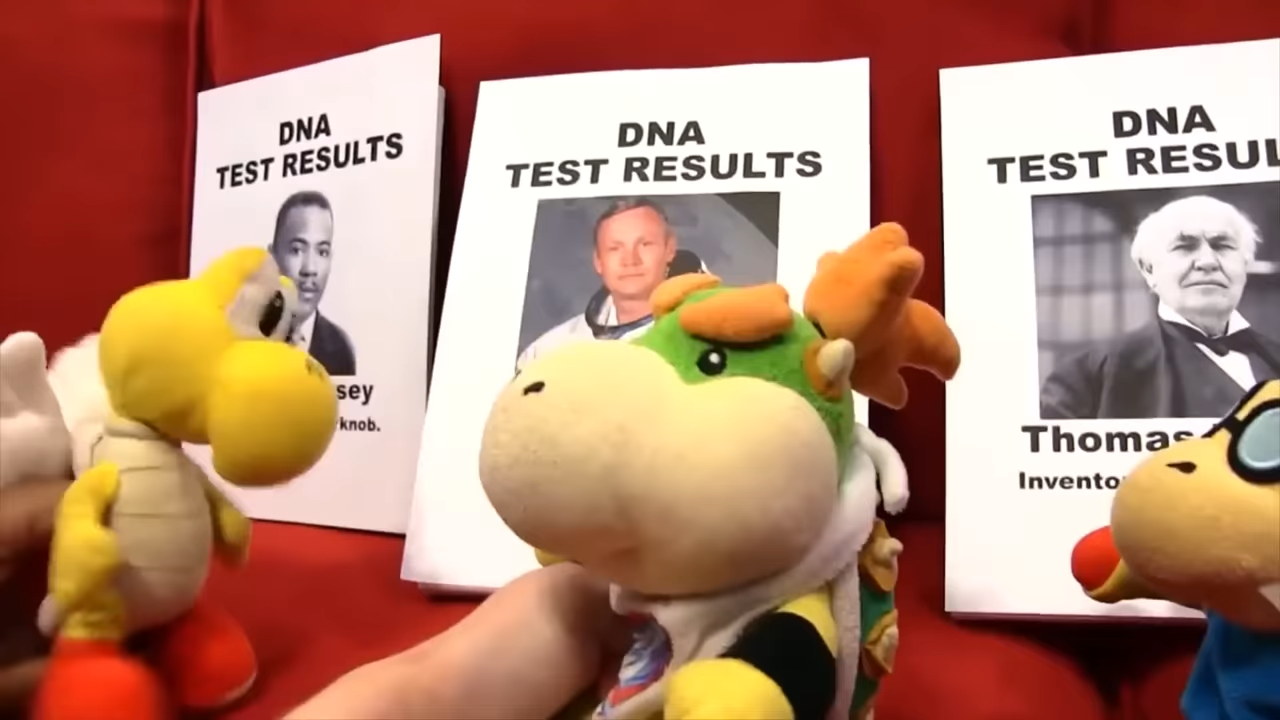 DNA
TEST RESULTS
sey
knob.
DNA
TEST RESULTS
DNA
TEST RESUL
Thomas
Invento